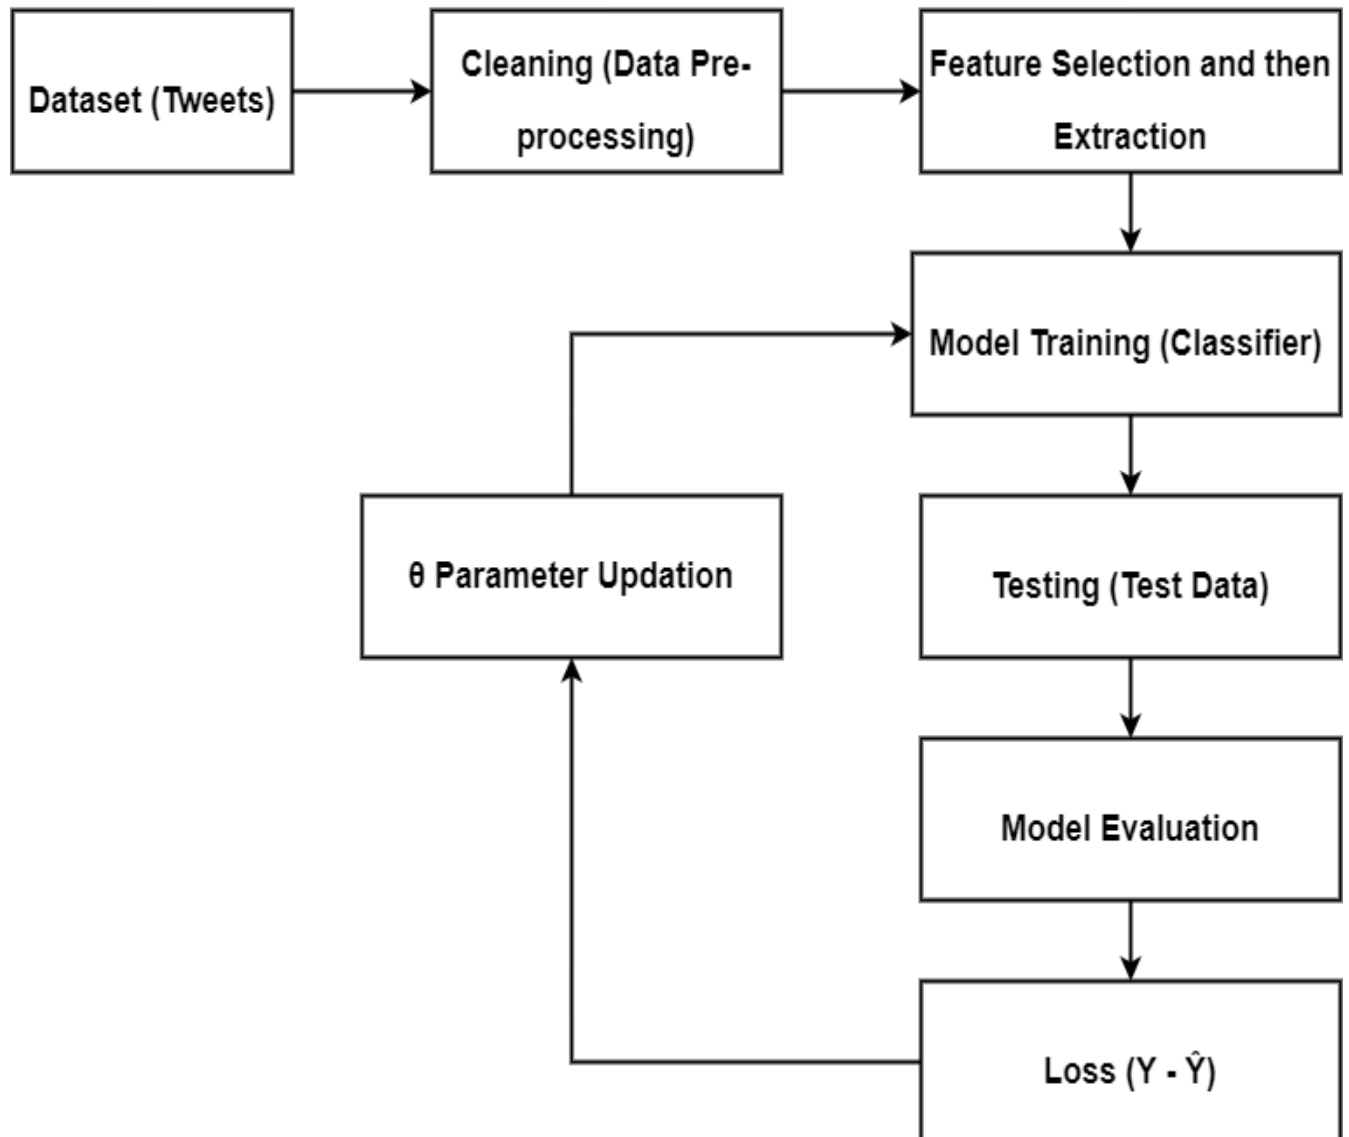 Dataset (Tweets)
Cleaning (Data Pre-
processing)
Feature Selection and then
Extraction
Model Training (Classifier)
θ Parameter Updation
Testing (Test Data)
Model Evaluation
Loss (Y - Ŷ)